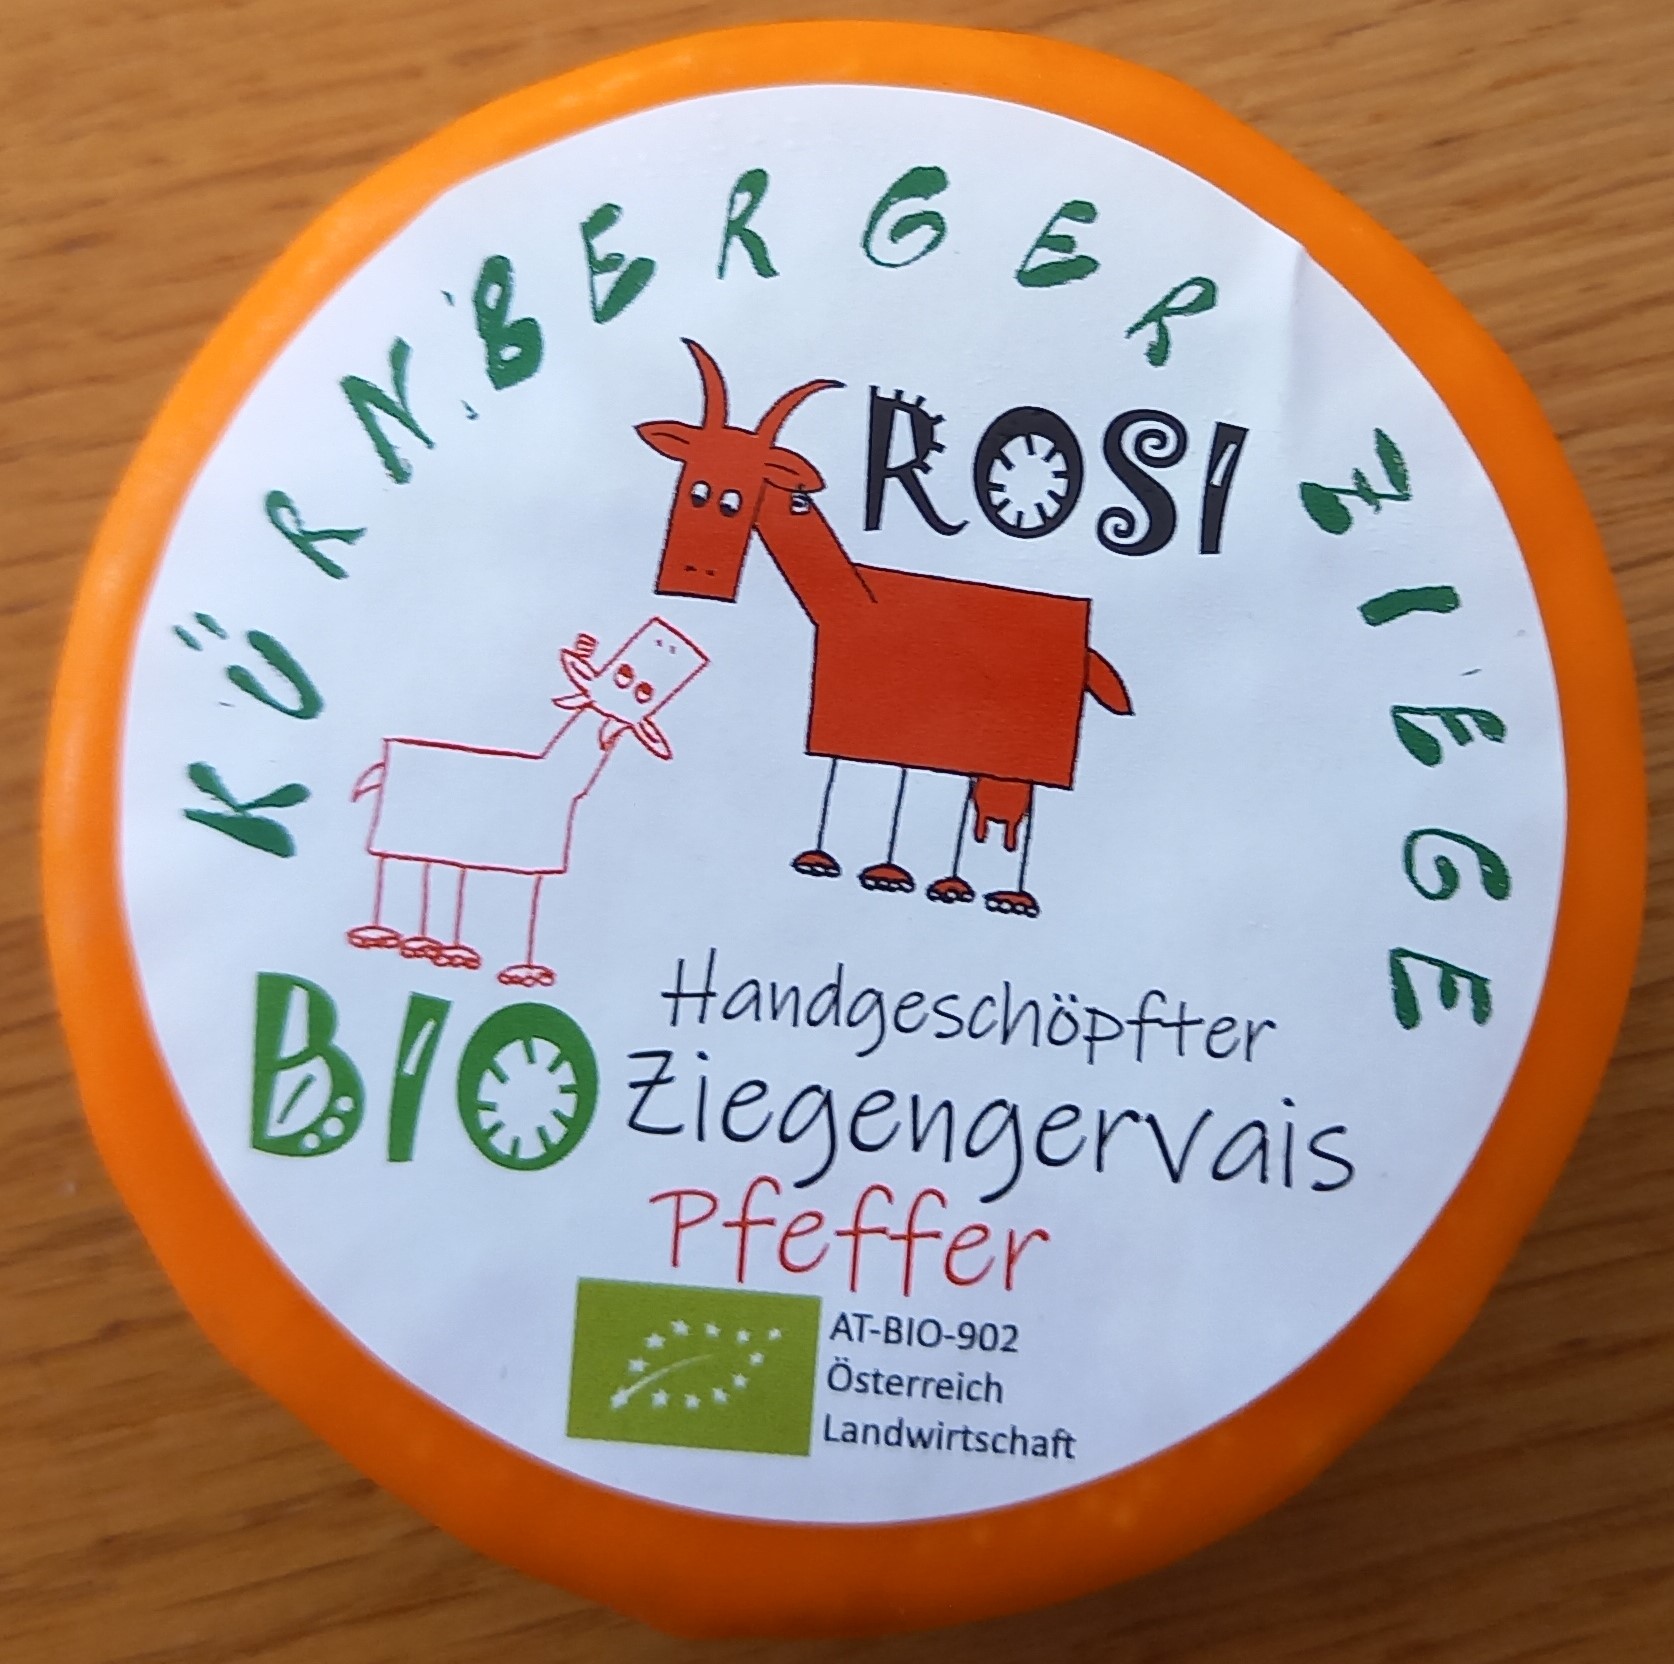 KÜRNBERGER ZIEGE
ROSI
BIO
Handgeschöpfter
Ziegengervais
Pfeffer
AT-BIO-902
Österreich
Landwirtschaft